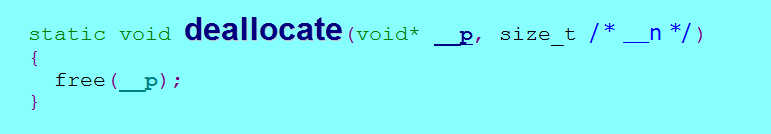 static void deallocate(void* __p, size_t /* __n */)
{
free(__p);
}